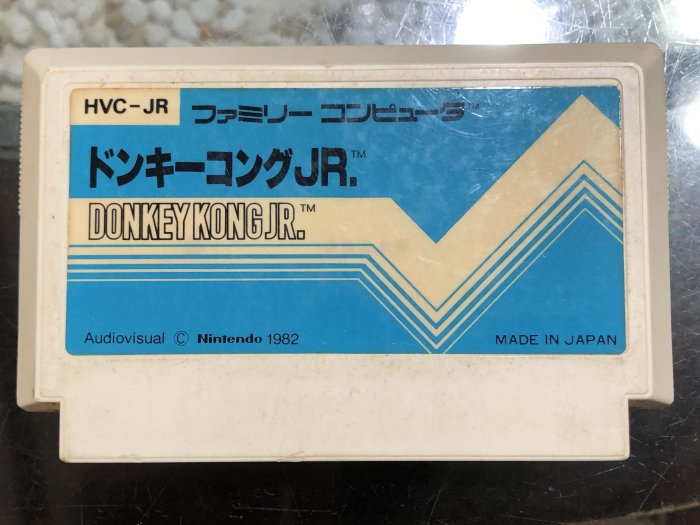 HVC-JR ファミリー コンピュータ™
ドンキーコングJR.™
DONKEY KONG JR.™
Audiovisual © Nintendo 1982 MADE IN JAPAN